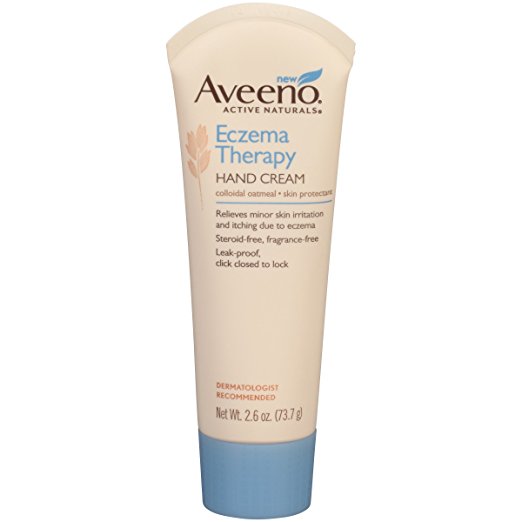 new
Aveeno®
ACTIVE NATURALS®
Eczema
Therapy
HAND CREAM
colloidal oatmeal • skin protectant
Relieves minor skin irritation
and itching due to eczema
Steroid-free, fragrance-free
Leak-proof,
click closed to lock
DERMATOLOGIST
RECOMMENDED
Net Wt. 2.6 oz. (73.7 g)